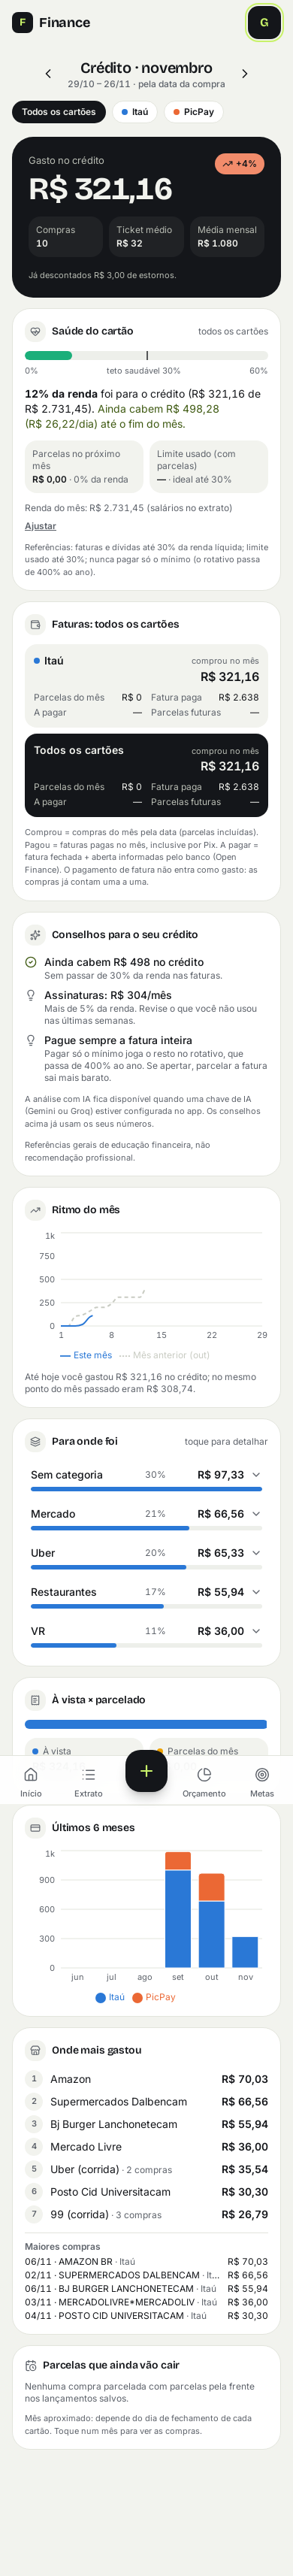 F Finance G
Crédito · novembro
29/10 – 26/11 · pela data da compra
Todos os cartões Itaú PicPay
Gasto no crédito +4%
R$ 321,16
Compras Ticket médio Média mensal
10 R$ 32 R$ 1.080
Já descontados R$ 3,00 de estornos.
Saúde do cartão todos os cartões
0% teto saudável 30% 60%
12% da renda foi para o crédito (R$ 321,16 de
R$ 2.731,45). Ainda cabem R$ 498,28
(R$ 26,22/dia) até o fim do mês.
Parcelas no próximo
mês
R$ 0,00 · 0% da renda
Limite usado (com
parcelas)
— · ideal até 30%
Renda do mês: R$ 2.731,45 (salários no extrato)
Ajustar
Referências: faturas e dívidas até 30% da renda líquida; limite
usado até 30%; nunca pagar só o mínimo (o rotativo passa
de 400% ao ano).
Faturas: todos os cartões
Itaú comprou no mês
R$ 321,16
Parcelas do mês R$ 0 Fatura paga R$ 2.638
A pagar — Parcelas futuras —
Todos os cartões comprou no mês
R$ 321,16
Parcelas do mês R$ 0 Fatura paga R$ 2.638
A pagar — Parcelas futuras —
Comprou = compras do mês pela data (parcelas incluídas).
Pagou = faturas pagas no mês, inclusive por Pix. A pagar =
fatura fechada + aberta informadas pelo banco (Open
Finance). O pagamento de fatura não entra como gasto: as
compras já contam uma a uma.
Conselhos para o seu crédito
Ainda cabem R$ 498 no crédito
Sem passar de 30% da renda nas faturas.
Assinaturas: R$ 304/mês
Mais de 5% da renda. Revise o que você não usou
nas últimas semanas.
Pague sempre a fatura inteira
Pagar só o mínimo joga o resto no rotativo, que
passa de 400% ao ano. Se apertar, parcelar a fatura
sai mais barato.
A análise com IA fica disponível quando uma chave de IA
(Gemini ou Groq) estiver configurada no app. Os conselhos
acima já usam os seus números.
Referências gerais de educação financeira, não
recomendação profissional.
Ritmo do mês
1k
750
500
250
0
1 8 15 22 29
Este mês Mês anterior (out)
Até hoje você gastou R$ 321,16 no crédito; no mesmo
ponto do mês passado eram R$ 308,74.
Para onde foi toque para detalhar
Sem categoria 30% R$ 97,33
Mercado 21% R$ 66,56
Uber 20% R$ 65,33
Restaurantes 17% R$ 55,94
VR 11% R$ 36,00
À vista × parcelado
À vista Parcelas do mês
Início Extrato + Orçamento Metas
Últimos 6 meses
1k
900
600
300
0
jun jul ago set out nov
Itaú PicPay
Onde mais gastou
1 Amazon R$ 70,03
2 Supermercados Dalbencam R$ 66,56
3 Bj Burger Lanchonetecam R$ 55,94
4 Mercado Livre R$ 36,00
5 Uber (corrida) · 2 compras R$ 35,54
6 Posto Cid Universitacam R$ 30,30
7 99 (corrida) · 3 compras R$ 26,79
Maiores compras
06/11 · AMAZON BR · Itaú R$ 70,03
02/11 · SUPERMERCADOS DALBENCAM · It... R$ 66,56
06/11 · BJ BURGER LANCHONETECAM · Itaú R$ 55,94
03/11 · MERCADOLIVRE*MERCADOLIV · Itaú R$ 36,00
04/11 · POSTO CID UNIVERSITACAM · Itaú R$ 30,30
Parcelas que ainda vão cair
Nenhuma compra parcelada com parcelas pela frente
nos lançamentos salvos.
Mês aproximado: depende do dia de fechamento de cada
cartão. Toque num mês para ver as compras.